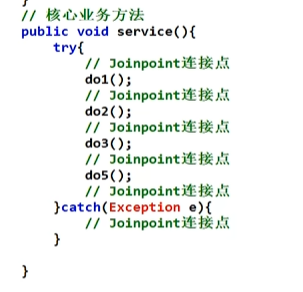 }
// 核心业务方法
public void service(){
    try{
        // Joinpoint连接点
        do1();
        // Joinpoint连接点
        do2();
        // Joinpoint连接点
        do3();
        // Joinpoint连接点
        do5();
        // Joinpoint连接点
    }catch(Exception e){
        // Joinpoint连接点
    }

}